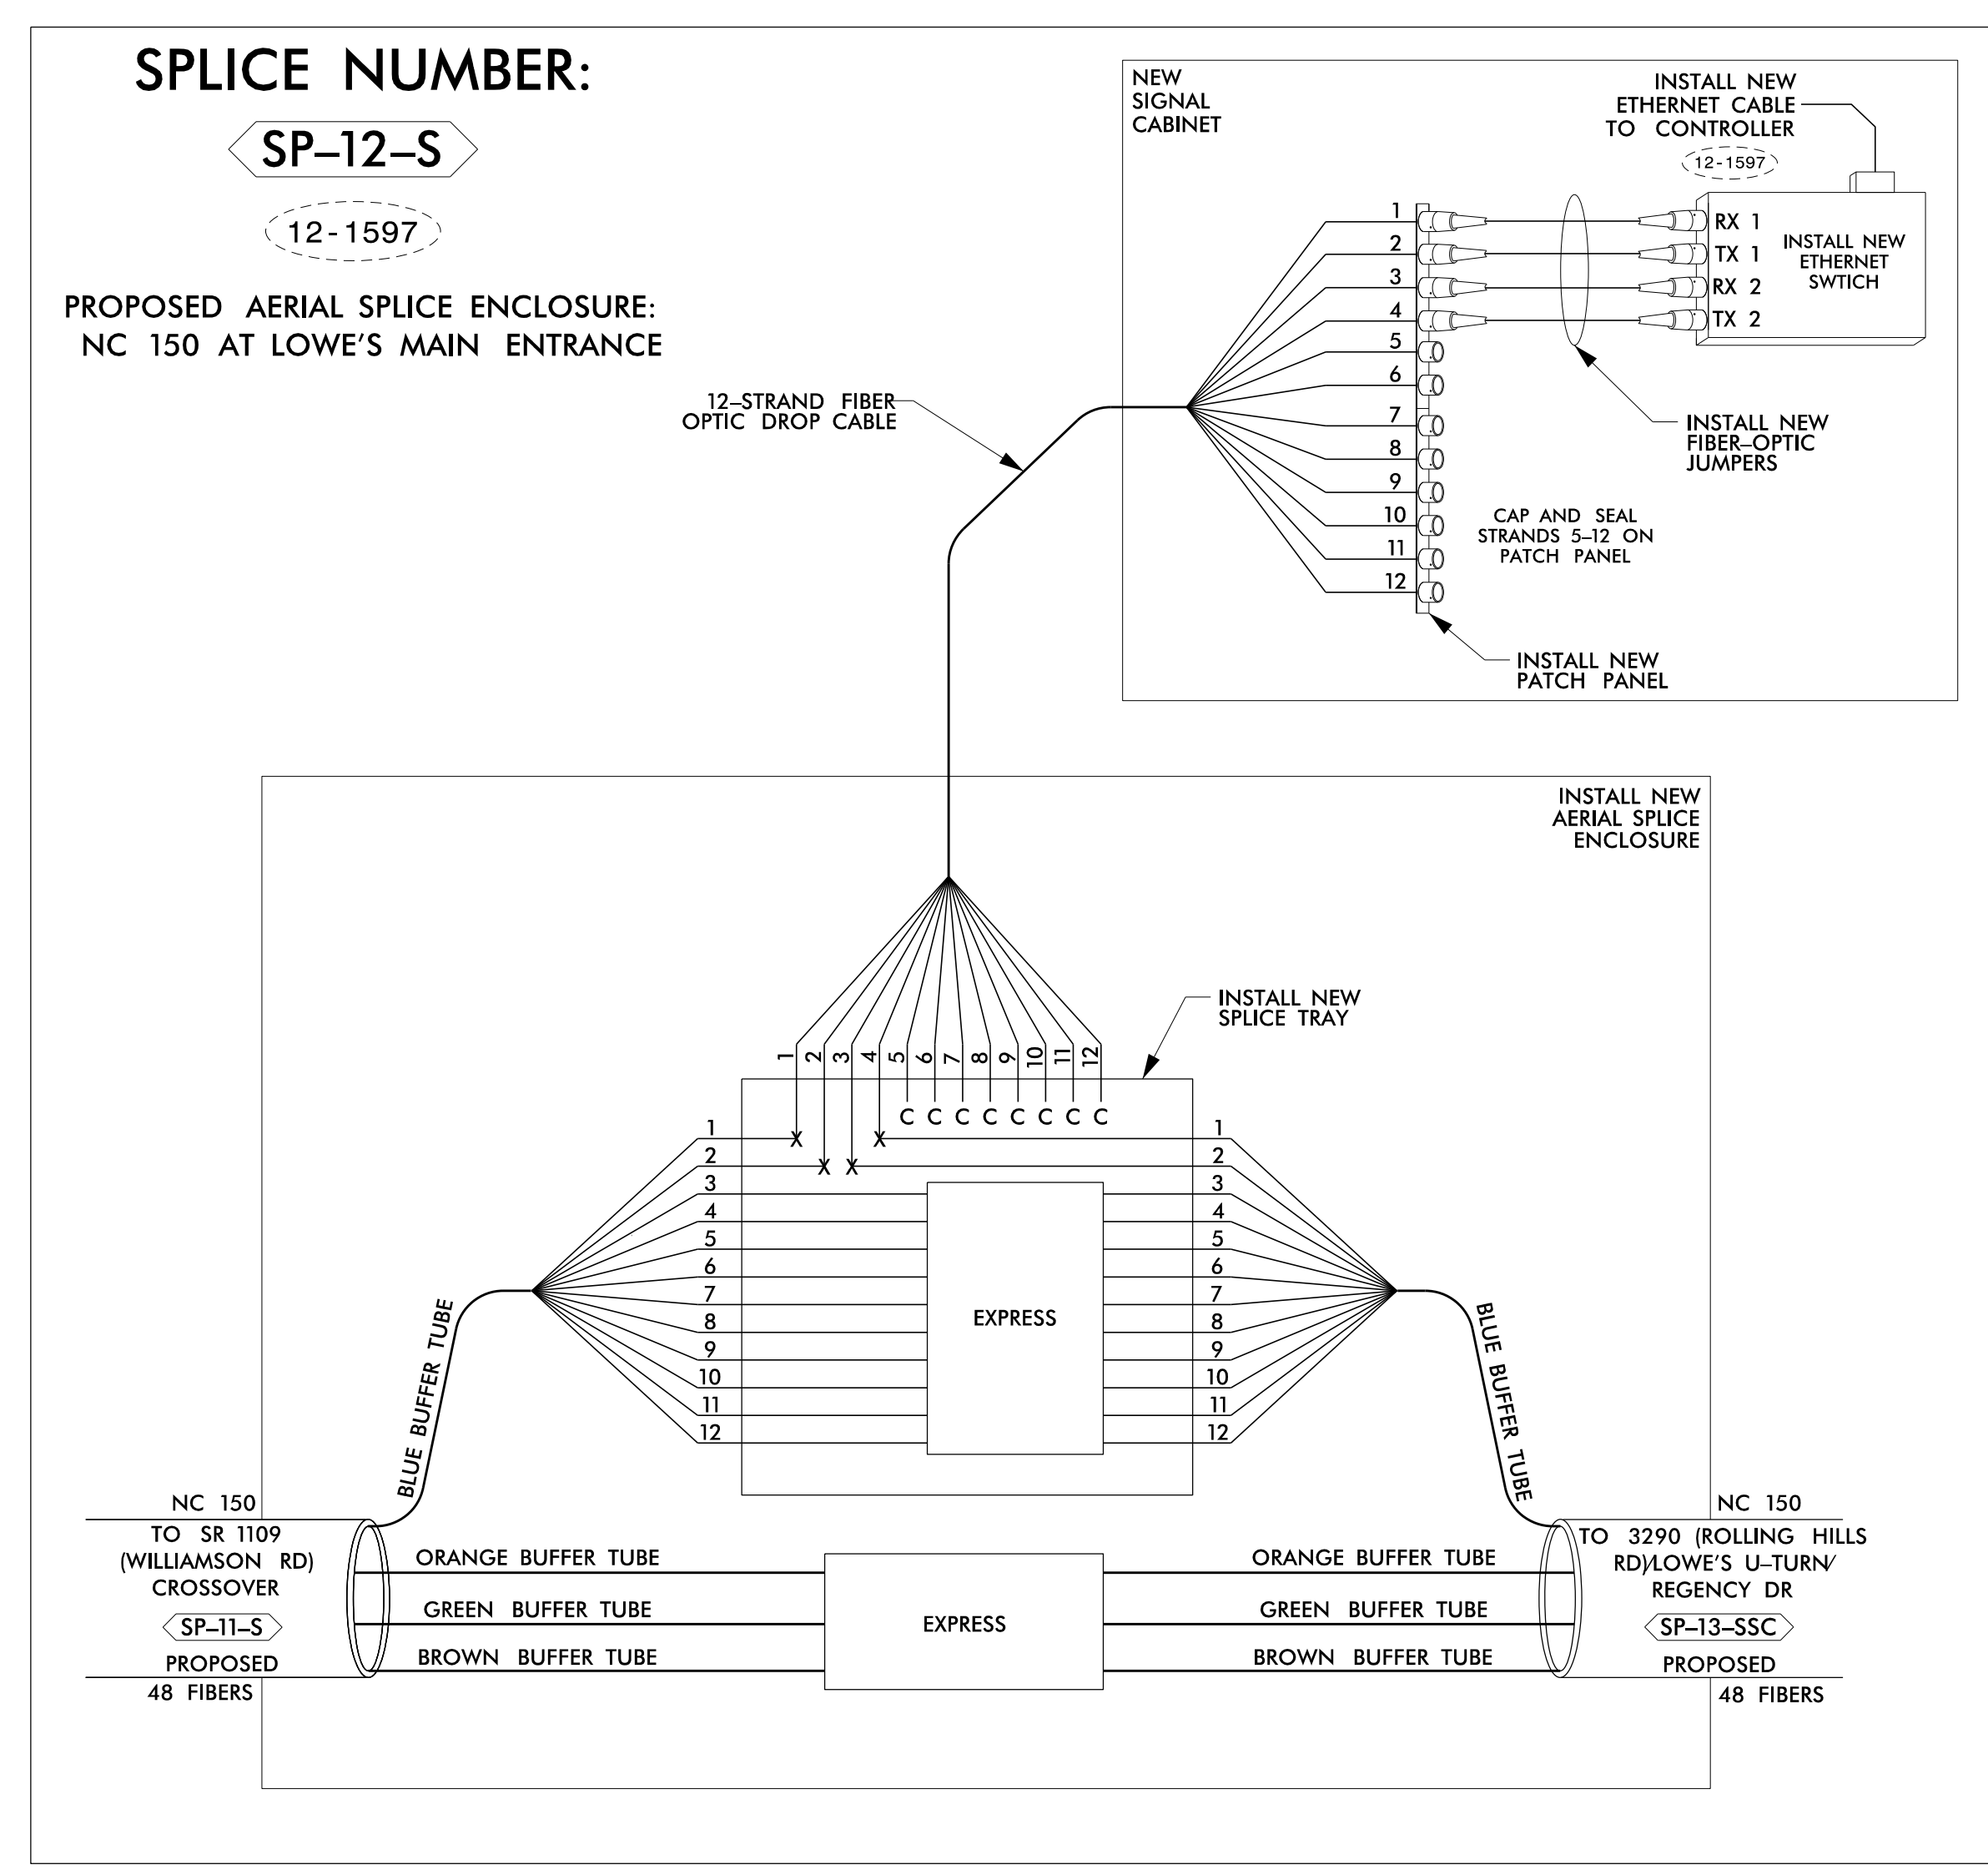 SPLICE NUMBER:
SP–12–S
12-1597
PROPOSED AERIAL SPLICE ENCLOSURE:
NC 150 AT LOWE'S MAIN ENTRANCE
NEW
SIGNAL
CABINET
INSTALL NEW
ETHERNET CABLE
TO CONTROLLER
12-1597
1
2
3
4
5
6
7
8
9
10
11
12
RX 1
TX 1
RX 2
TX 2
INSTALL NEW
ETHERNET
SWTICH
INSTALL NEW
FIBER–OPTIC
JUMPERS
CAP AND SEAL
STRANDS 5–12 ON
PATCH PANEL
INSTALL NEW
PATCH PANEL
12–STRAND FIBER
OPTIC DROP CABLE
INSTALL NEW
AERIAL SPLICE
ENCLOSURE
INSTALL NEW
SPLICE TRAY
1 2 3 4 5 6 7 8 9 10 11 12
C C C C C C C C
X X
X X
1
2
3
4
5
6
7
8
9
10
11
12
EXPRESS
1
2
3
4
5
6
7
8
9
10
11
12
BLUE BUFFER TUBE
BLUE BUFFER TUBE
NC 150
TO SR 1109
(WILLIAMSON RD)
CROSSOVER
SP–11–S
PROPOSED
48 FIBERS
ORANGE BUFFER TUBE
GREEN BUFFER TUBE
BROWN BUFFER TUBE
EXPRESS
ORANGE BUFFER TUBE
GREEN BUFFER TUBE
BROWN BUFFER TUBE
NC 150
TO 3290 (ROLLING HILLS
RD)/LOWE'S U–TURN/
REGENCY DR
SP–13–SSC
PROPOSED
48 FIBERS